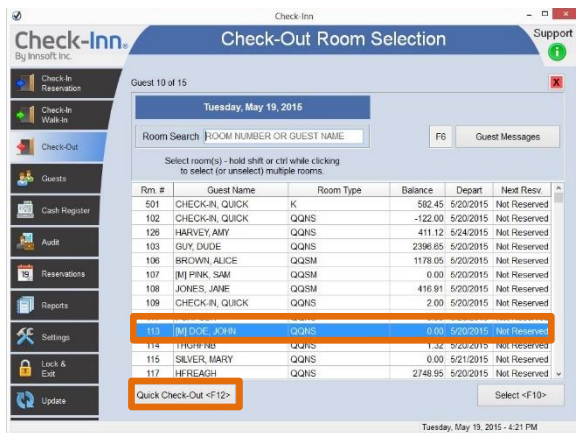 Check-Inn
Check-Inn®
By Innsoft Inc.
Check-Out Room Selection
Support
Check-In Reservation
Check-In Walk-In
Check-Out
Guests
Cash Register
Audit
19 Reservations
Reports
Settings
Lock & Exit
Update
Guest 10 of 15
X
Tuesday, May 19, 2015
Room Search ROOM NUMBER OR GUEST NAME
F6 Guest Messages
Select room(s) - hold shift or ctrl while clicking
to select (or unselect) multiple rooms.
Rm. # Guest Name Room Type Balance Depart Next Resv.
501 CHECK-IN, QUICK K 582.45 5/20/2015 Not Reserved
102 CHECK-IN, QUICK QQNS -122.00 5/20/2015 Not Reserved
126 HARVEY, AMY QQNS 411.12 5/24/2015 Not Reserved
103 GUY, DUDE QQNS 2396.65 5/20/2015 Not Reserved
106 BROWN, ALICE QQSM 1178.05 5/20/2015 Not Reserved
107 [M] PINK, SAM QQSM 0.00 5/20/2015 Not Reserved
108 JONES, JANE QQSM 416.91 5/20/2015 Not Reserved
109 CHECK-IN, QUICK QQNS 2.00 5/20/2015 Not Reserved
113 [M] DOE, JOHN QQNS 0.00 5/20/2015 Not Reserved
114 THGHFNB QQNS 1.32 5/20/2015 Not Reserved
115 SILVER, MARY QQNS 0.00 5/21/2015 Not Reserved
117 HFREAGH QQNS 2748.95 5/20/2015 Not Reserved
Quick Check-Out <F12>
Select <F10>
Tuesday, May 19, 2015 - 4:21 PM